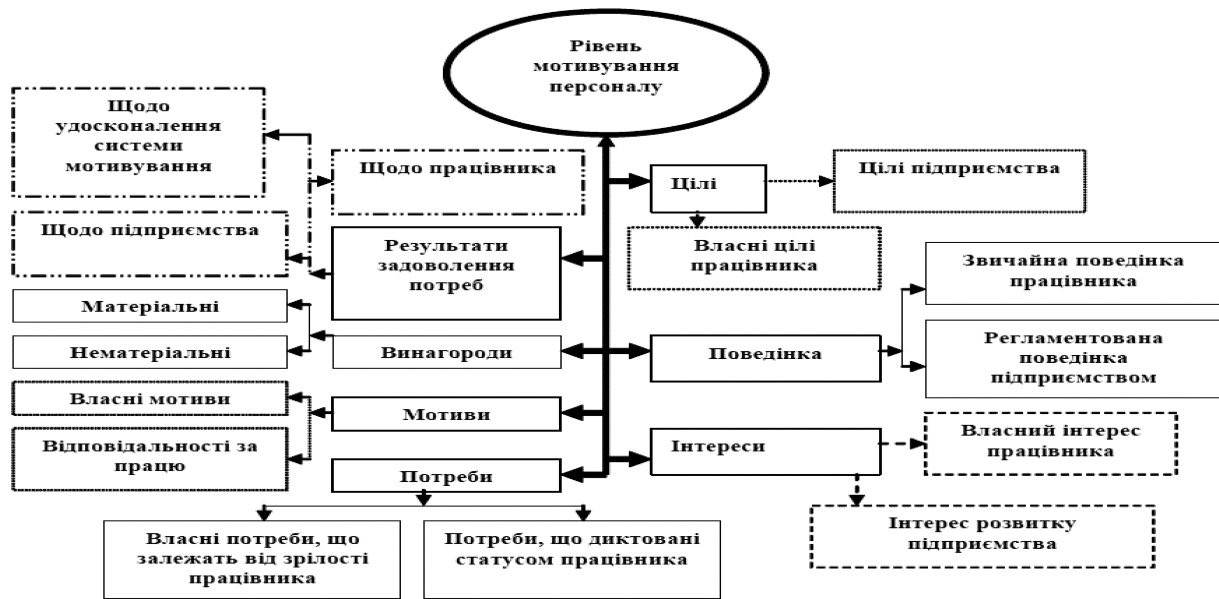 Рівень
мотивування
персоналу
Щодо
удосконалення
системи
мотивування
Щодо працівника
Цілі
Цілі підприємства
Щодо підприємства
Результати
задоволення
потреб
Власні цілі
працівника
Звичайна поведінка
працівника
Матеріальні
Нематеріальні
Винагороди
Поведінка
Регламентована
поведінка
підприємством
Власні мотиви
Мотиви
Відповідальності за
працю
Інтереси
Власний інтерес
працівника
Потреби
Власні потреби, що
залежать від зрілості
працівника
Потреби, що диктовані
статусом працівника
Інтерес розвитку
підприємства